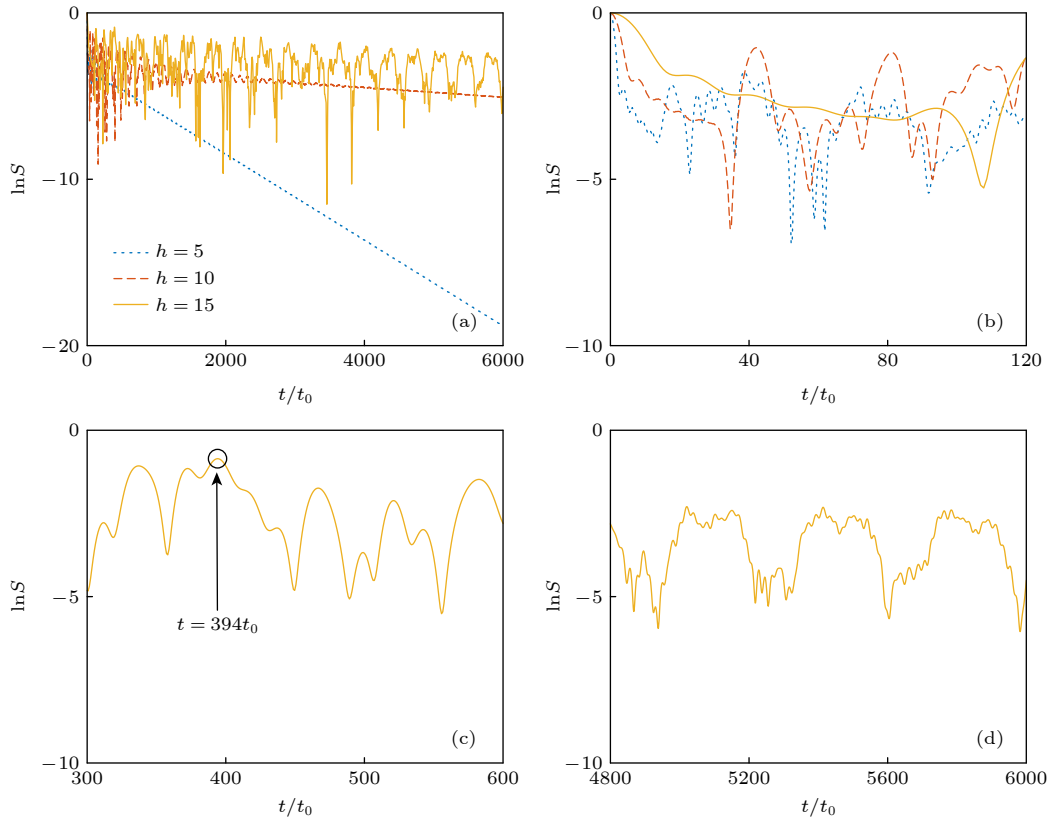 0
−10
−20
lnS
h = 5
h = 10
h = 15
(a)
0
2000
4000
6000
t/t₀
0
−5
−10
lnS
(b)
0
40
80
120
t/t₀
0
−5
−10
lnS
t = 394t₀
(c)
300
400
500
600
t/t₀
0
−5
−10
lnS
(d)
4800
5200
5600
6000
t/t₀